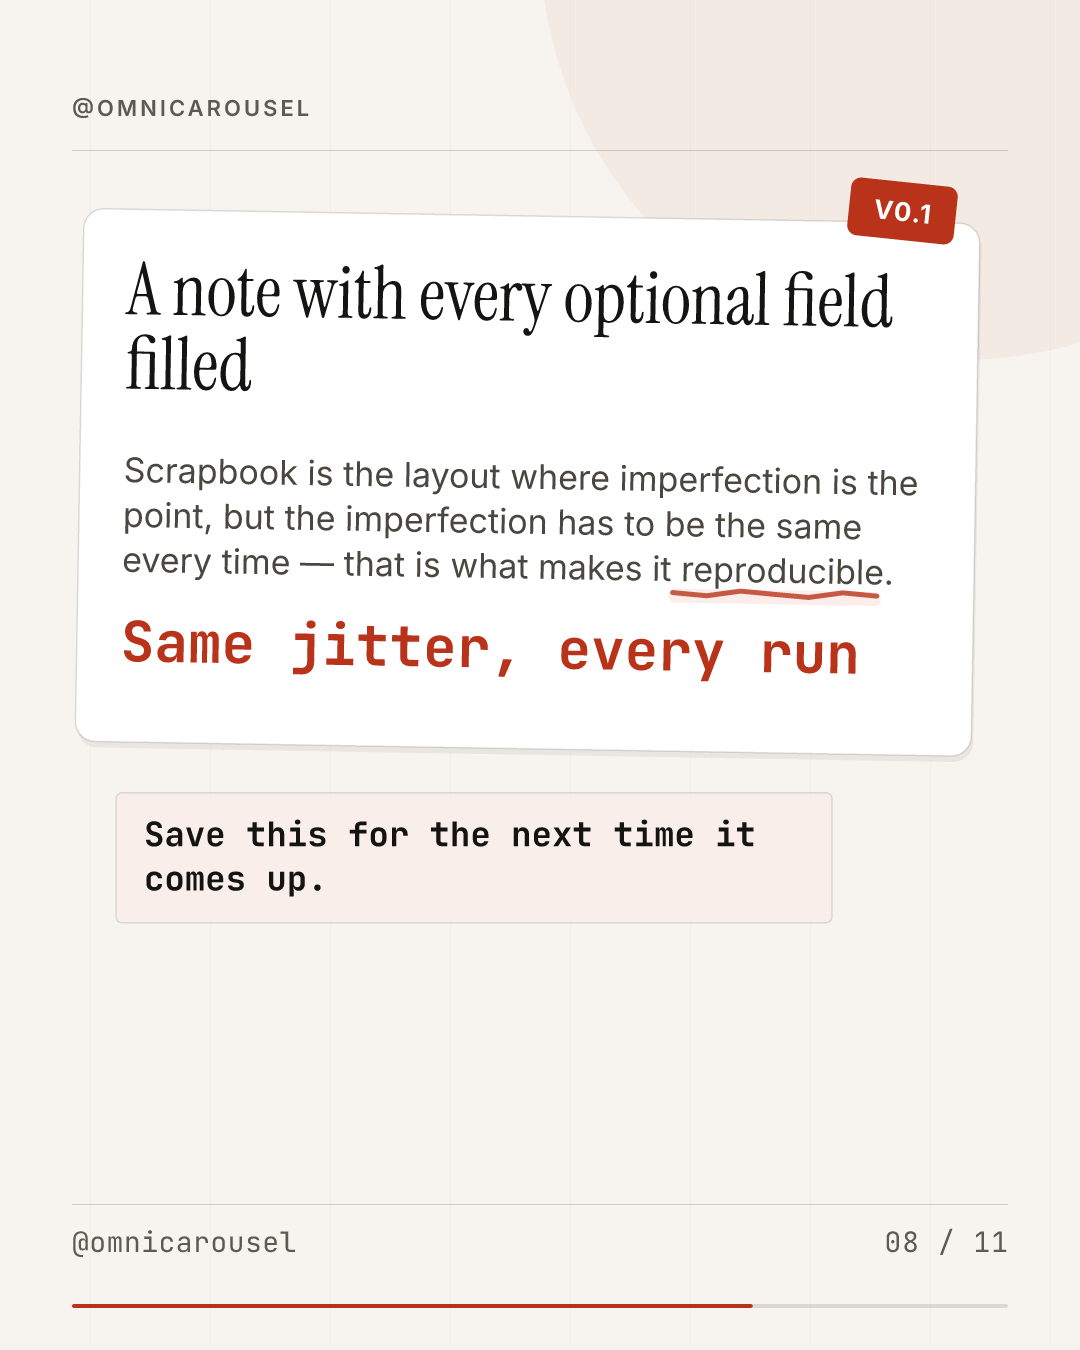 @OMNICAROUSEL
V0.1
A note with every optional field
filled
Scrapbook is the layout where imperfection is the
point, but the imperfection has to be the same
every time — that is what makes it reproducible.
Same jitter, every run
Save this for the next time it
comes up.
@omnicarousel
08 / 11